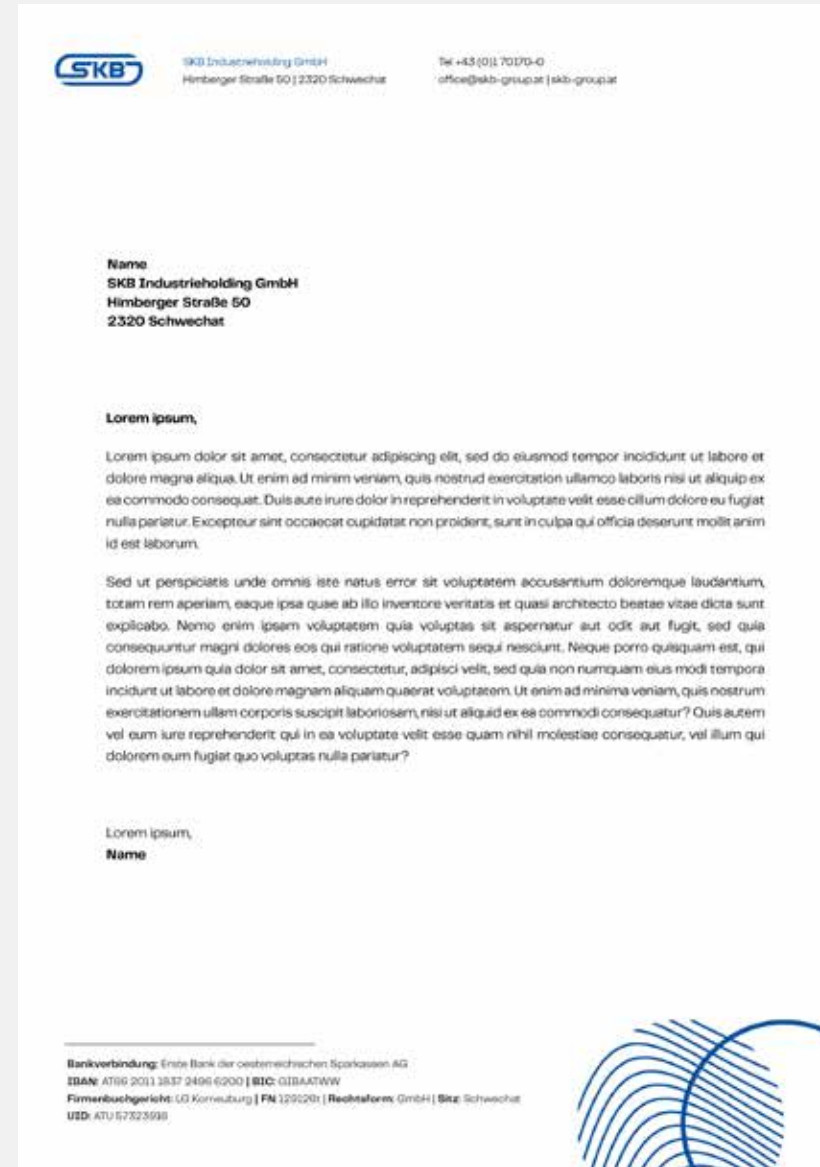 SKB
SKB Industrieholding GmbH
Himberger Straße 50 | 2320 Schwechat
Tel +43 (0)1 70170-0
office@skb-group.at | skb-group.at
Name
SKB Industrieholding GmbH
Himberger Straße 50
2320 Schwechat
Lorem ipsum,
Lorem ipsum dolor sit amet, consectetur adipiscing elit, sed do eiusmod tempor incididunt ut labore et
dolore magna aliqua. Ut enim ad minim veniam, quis nostrud exercitation ullamco laboris nisi ut aliquip ex
ea commodo consequat. Duis aute irure dolor in reprehenderit in voluptate velit esse cillum dolore eu fugiat
nulla pariatur. Excepteur sint occaecat cupidatat non proident, sunt in culpa qui officia deserunt mollit anim
id est laborum.
Sed ut perspiciatis unde omnis iste natus error sit voluptatem accusantium doloremque laudantium,
totam rem aperiam, eaque ipsa quae ab illo inventore veritatis et quasi architecto beatae vitae dicta sunt
explicabo. Nemo enim ipsam voluptatem quia voluptas sit aspernatur aut odit aut fugit, sed quia
consequuntur magni dolores eos qui ratione voluptatem sequi nesciunt. Neque porro quisquam est, qui
dolorem ipsum quia dolor sit amet, consectetur, adipisci velit, sed quia non numquam eius modi tempora
incidunt ut labore et dolore magnam aliquam quaerat voluptatem. Ut enim ad minima veniam, quis nostrum
exercitationem ullam corporis suscipit laboriosam, nisi ut aliquid ex ea commodi consequatur? Quis autem
vel eum iure reprehenderit qui in ea voluptate velit esse quam nihil molestiae consequatur, vel illum qui
dolorem eum fugiat quo voluptas nulla pariatur?
Lorem ipsum,
Name
Bankverbindung: Erste Bank der oesterreichischen Sparkassen AG
IBAN: 2011 1837 2496 6200 | BIC: GIBAATWW
Firmenbuchgericht: LG Korneuburg | FN | Rechtsform: GmbH | Sitz: Schwechat
UID: